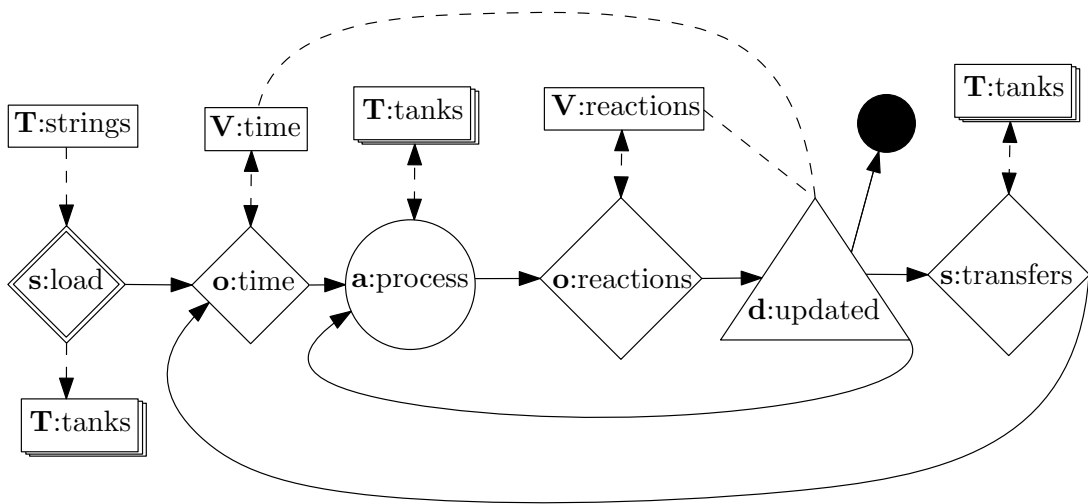 T:strings
V:time
T:tanks
V:reactions
T:tanks
s:load
o:time
a:process
o:reactions
d:updated
s:transfers
T:tanks